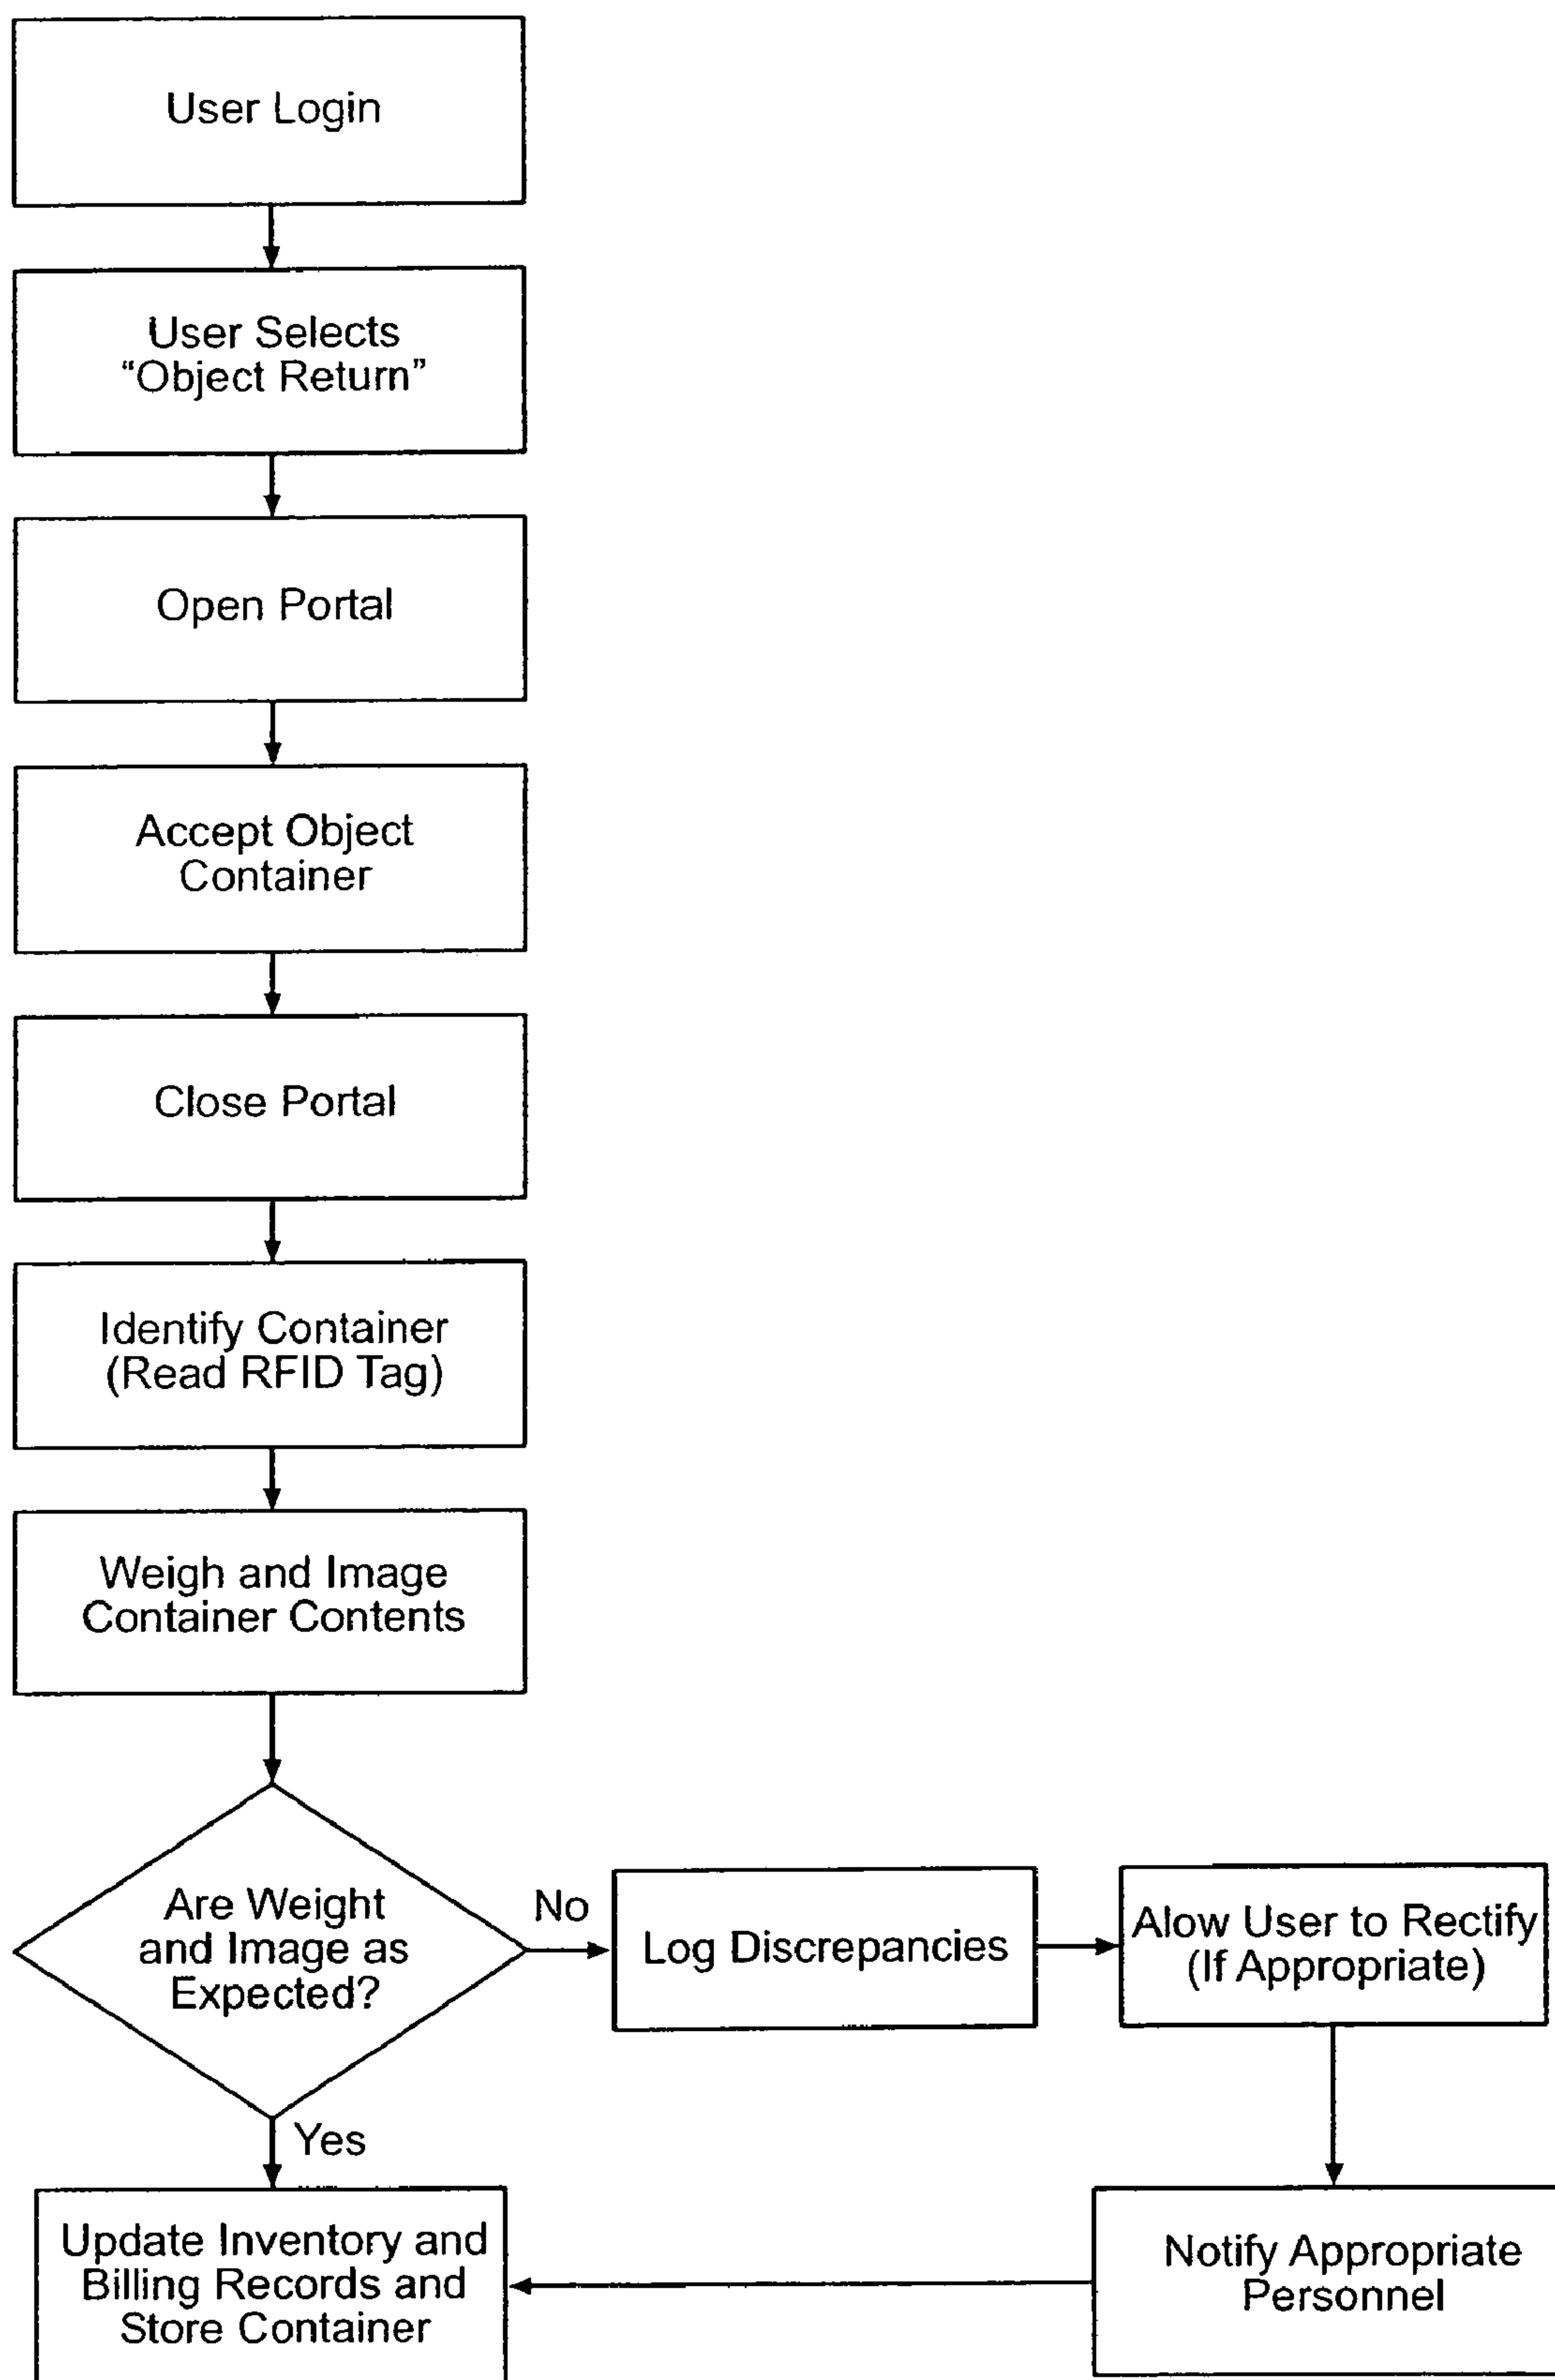 User Login
User Selects
“Object Return”
Open Portal
Accept Object
Container
Close Portal
Identify Container
(Read RFID Tag)
Weigh and Image
Container Contents
Are Weight
and Image as
Expected?
No
Log Discrepancies
Alow User to Rectify
(If Appropriate)
Yes
Update Inventory and
Billing Records and
Store Container
Notify Appropriate
Personnel